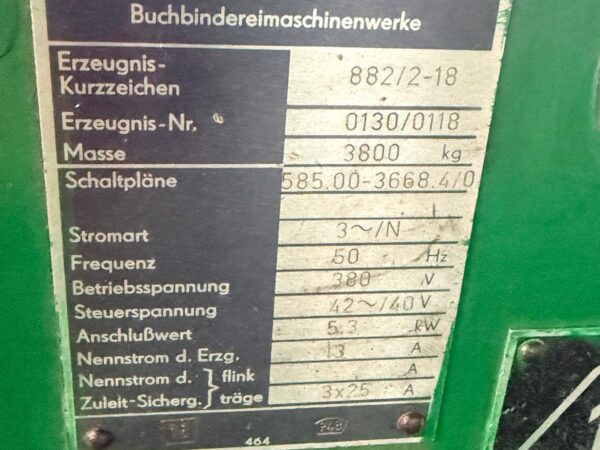 Buchbindereimaschinenwerke
Erzeugnis-
Kurzzeichen 882/2-18
Erzeugnis-Nr. 0130/0118
Masse 3800 kg
Schaltpläne 585.00-3668.4/0
Stromart 3~/N
Frequenz 50 Hz
Betriebsspannung 380 V
Steuerspannung 42~/40 V
Anschlußwert 5,3 KW
Nennstrom d. Erzg. 13 A
Nennstrom d. } flink A
Zuleit-Sicherg. } träge 3x25 A
464